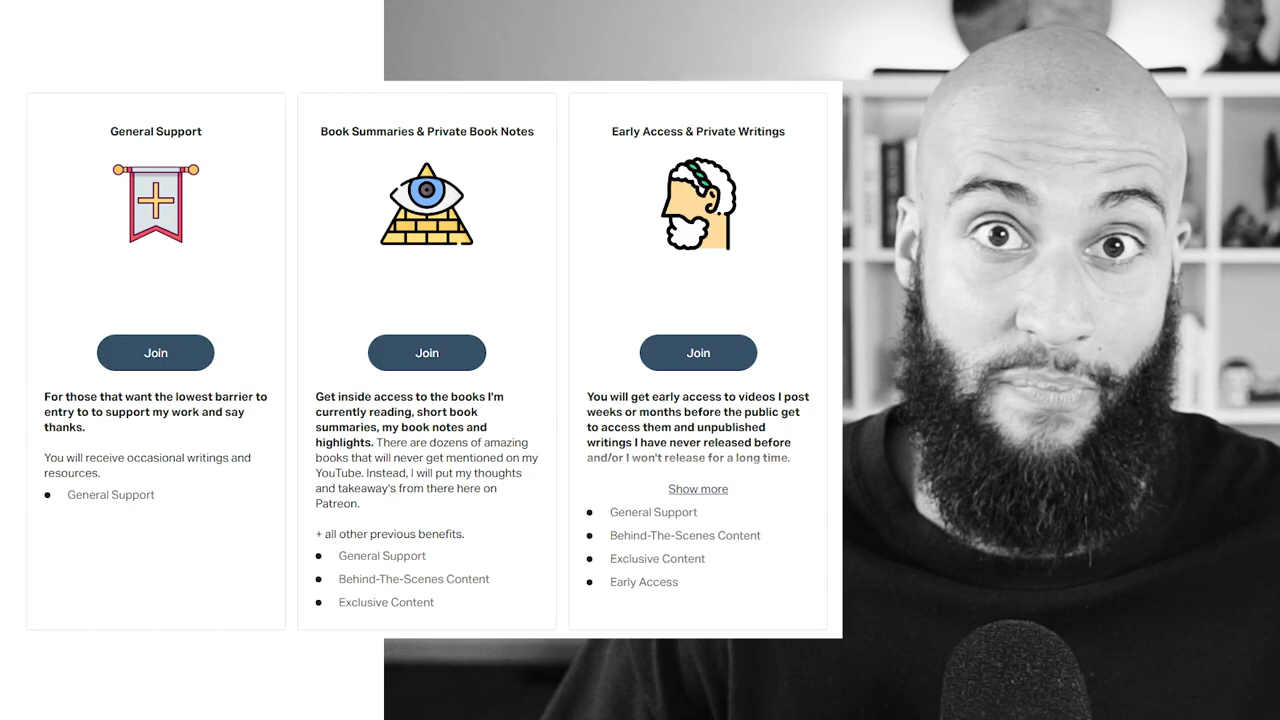 General Support
Join
For those that want the lowest barrier to
entry to to support my work and say
thanks.
You will receive occasional writings and
resources.
General Support
Book Summaries & Private Book Notes
Join
Get inside access to the books I'm
currently reading, short book
summaries, my book notes and
highlights. There are dozens of amazing
books that will never get mentioned on my
YouTube. Instead, I will put my thoughts
and takeaway's from there here on
Patreon.
+ all other previous benefits.
General Support
Behind-The-Scenes Content
Exclusive Content
Early Access & Private Writings
Join
You will get early access to videos I post
weeks or months before the public get
to access them and unpublished
writings I have never released before
and/or I won't release for a long time.
Show more
General Support
Behind-The-Scenes Content
Exclusive Content
Early Access